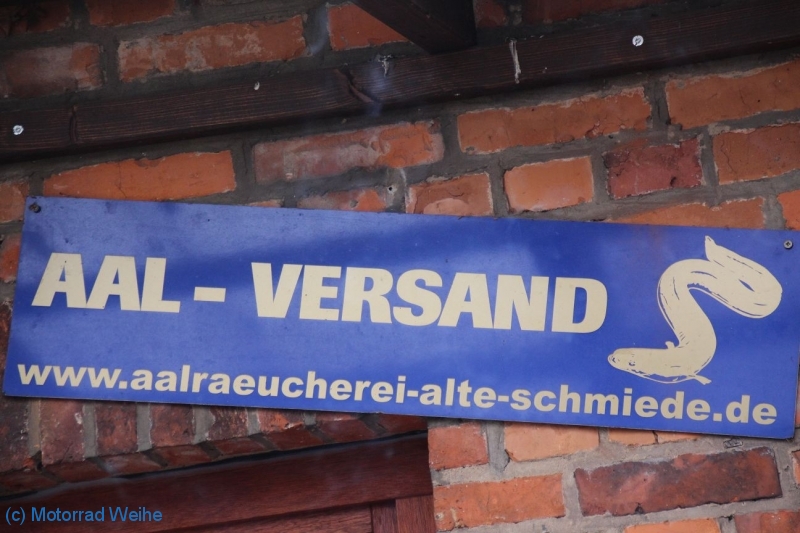 AAL - VERSAND
www.aalraeucherei-alte-schmiede.de
(c) Motorrad Weihe